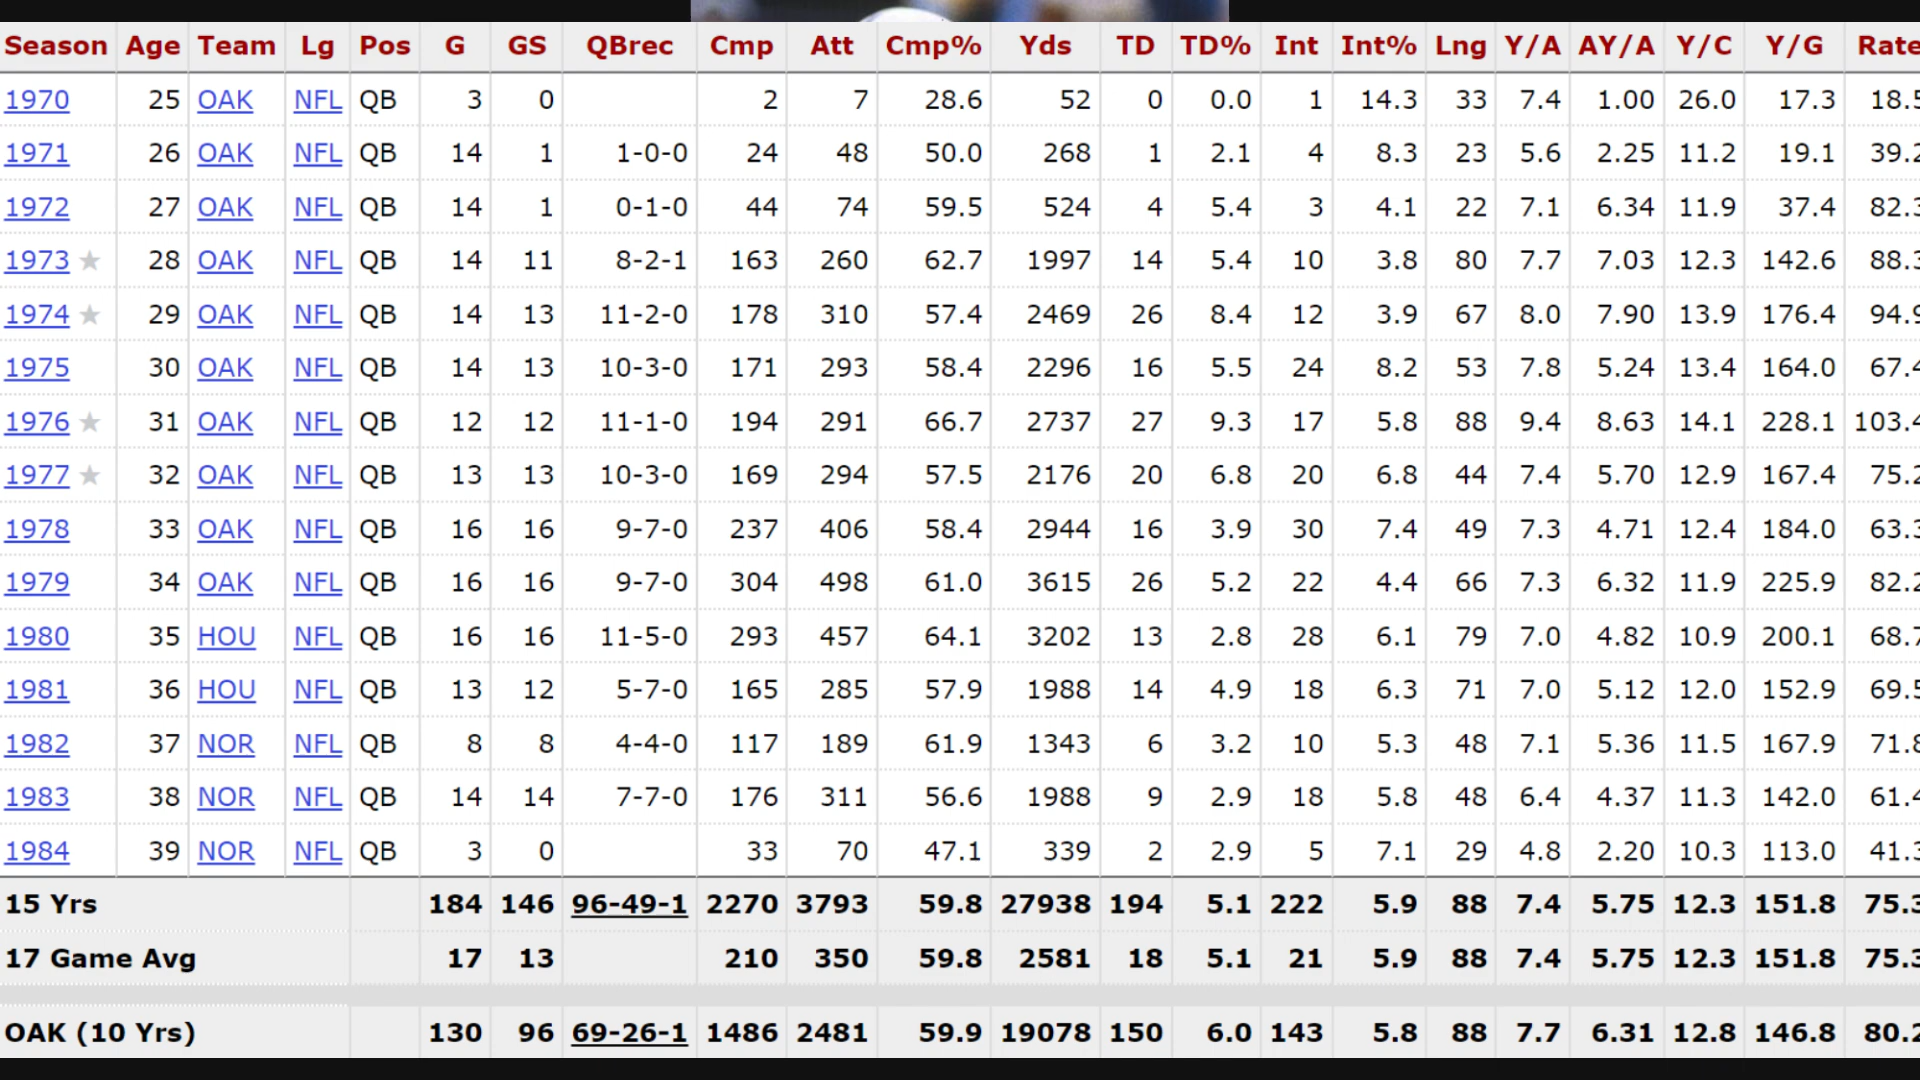 Season Age Team Lg Pos G GS QBrec Cmp Att Cmp% Yds TD TD% Int Int% Lng Y/A AY/A Y/C Y/G Rate
1970 25 OAK NFL QB 3 0 2 7 28.6 52 0 0.0 1 14.3 33 7.4 1.00 26.0 17.3 18.5
1971 26 OAK NFL QB 14 1 1-0-0 24 48 50.0 268 1 2.1 4 8.3 23 5.6 2.25 11.2 19.1 39.2
1972 27 OAK NFL QB 14 1 0-1-0 44 74 59.5 524 4 5.4 3 4.1 22 7.1 6.34 11.9 37.4 82.3
1973 ★ 28 OAK NFL QB 14 11 8-2-1 163 260 62.7 1997 14 5.4 10 3.8 80 7.7 7.03 12.3 142.6 88.3
1974 ★ 29 OAK NFL QB 14 13 11-2-0 178 310 57.4 2469 26 8.4 12 3.9 67 8.0 7.90 13.9 176.4 94.9
1975 30 OAK NFL QB 14 13 10-3-0 171 293 58.4 2296 16 5.5 24 8.2 53 7.8 5.24 13.4 164.0 67.4
1976 ★ 31 OAK NFL QB 12 12 11-1-0 194 291 66.7 2737 27 9.3 17 5.8 88 9.4 8.63 14.1 228.1 103.4
1977 ★ 32 OAK NFL QB 13 13 10-3-0 169 294 57.5 2176 20 6.8 20 6.8 44 7.4 5.70 12.9 167.4 75.2
1978 33 OAK NFL QB 16 16 9-7-0 237 406 58.4 2944 16 3.9 30 7.4 49 7.3 4.71 12.4 184.0 63.3
1979 34 OAK NFL QB 16 16 9-7-0 304 498 61.0 3615 26 5.2 22 4.4 66 7.3 6.32 11.9 225.9 82.2
1980 35 HOU NFL QB 16 16 11-5-0 293 457 64.1 3202 13 2.8 28 6.1 79 7.0 4.82 10.9 200.1 68.7
1981 36 HOU NFL QB 13 12 5-7-0 165 285 57.9 1988 14 4.9 18 6.3 71 7.0 5.12 12.0 152.9 69.5
1982 37 NOR NFL QB 8 8 4-4-0 117 189 61.9 1343 6 3.2 10 5.3 48 7.1 5.36 11.5 167.9 71.8
1983 38 NOR NFL QB 14 14 7-7-0 176 311 56.6 1988 9 2.9 18 5.8 48 6.4 4.37 11.3 142.0 61.4
1984 39 NOR NFL QB 3 0 33 70 47.1 339 2 2.9 5 7.1 29 4.8 2.20 10.3 113.0 41.3
15 Yrs 184 146 96-49-1 2270 3793 59.8 27938 194 5.1 222 5.9 88 7.4 5.75 12.3 151.8 75.3
17 Game Avg 17 13 210 350 59.8 2581 18 5.1 21 5.9 88 7.4 5.75 12.3 151.8 75.3
OAK (10 Yrs) 130 96 69-26-1 1486 2481 59.9 19078 150 6.0 143 5.8 88 7.7 6.31 12.8 146.8 80.2